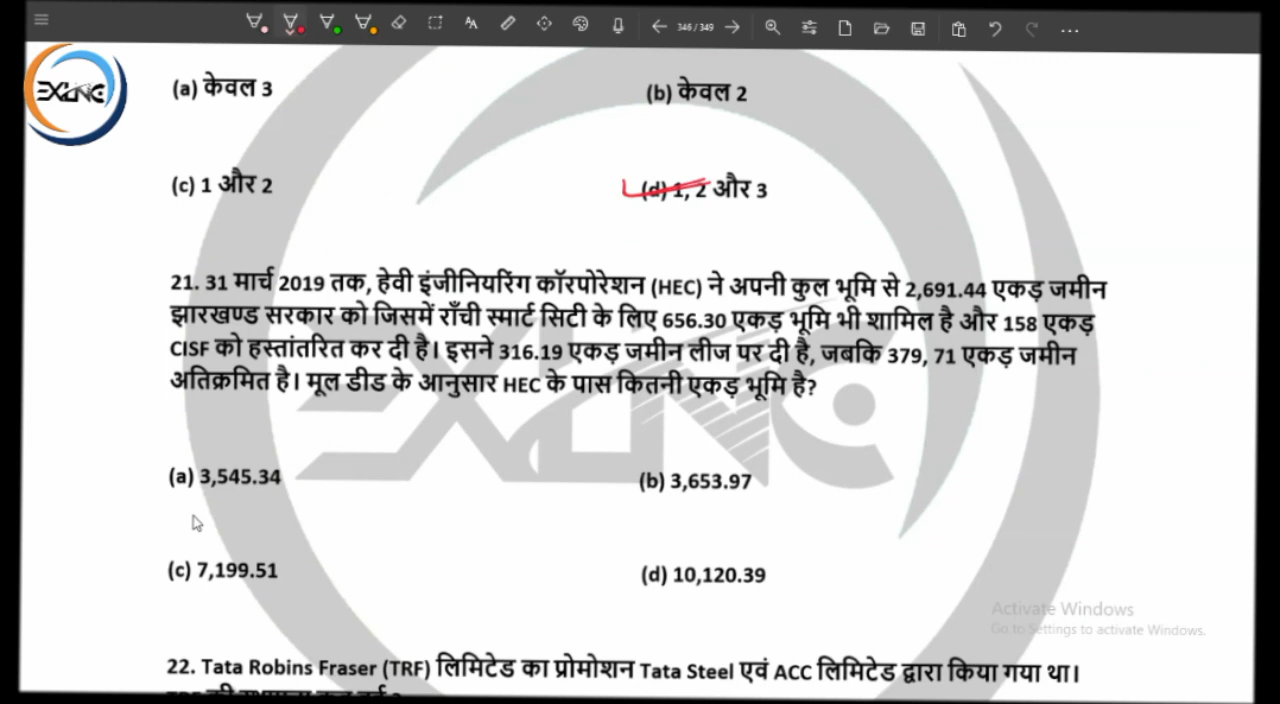 346 / 349
EXLNC
(a) केवल 3
(b) केवल 2
(c) 1 और 2
(d) 1, 2 और 3
21. 31 मार्च 2019 तक, हेवी इंजीनियरिंग कॉरपोरेशन (HEC) ने अपनी कुल भूमि से 2,691.44 एकड़ जमीन
झारखण्ड सरकार को जिसमें राँची स्मार्ट सिटी के लिए 656.30 एकड़ भूमि भी शामिल है और 158 एकड़
CISF को हस्तांतरित कर दी है। इसने 316.19 एकड़ जमीन लीज पर दी है, जबकि 379, 71 एकड़ जमीन
अतिक्रमित है। मूल डीड के आनुसार HEC के पास कितनी एकड़ भूमि है?
EXLNC
(a) 3,545.34
(b) 3,653.97
(c) 7,199.51
(d) 10,120.39
Activate Windows
Go to Settings to activate Windows.
22. Tata Robins Fraser (TRF) लिमिटेड का प्रोमोशन Tata Steel एवं ACC लिमिटेड द्वारा किया गया था।